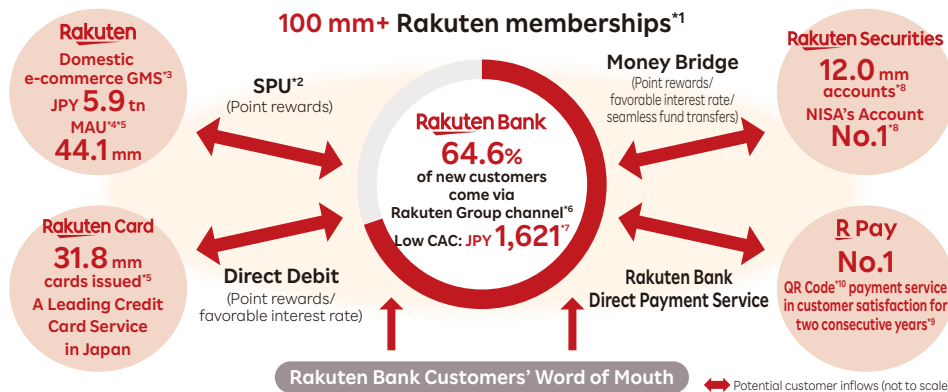 100 mm+ Rakuten memberships*1
Rakuten
Domestic
e-commerce GMS*3
JPY 5.9 tn
MAU*4*5
44.1 mm
SPU*2
(Point rewards)
Money Bridge
(Point rewards/
favorable interest rate/
seamless fund transfers)
Rakuten Securities
12.0 mm
accounts*8
NISA's Account
No.1*8
Rakuten Bank
64.6%
of new customers
come via
Rakuten Group channel*6
Low CAC: JPY 1,621*7
Rakuten Card
31.8 mm
cards issued*5
A Leading Credit
Card Service
in Japan
Direct Debit
(Point rewards/
favorable interest rate)
Rakuten Bank
Direct Payment Service
R Pay
No.1
QR Code*10 payment service
in customer satisfaction for
two consecutive years*9
Rakuten Bank Customers' Word of Mouth
Potential customer inflows (not to scale